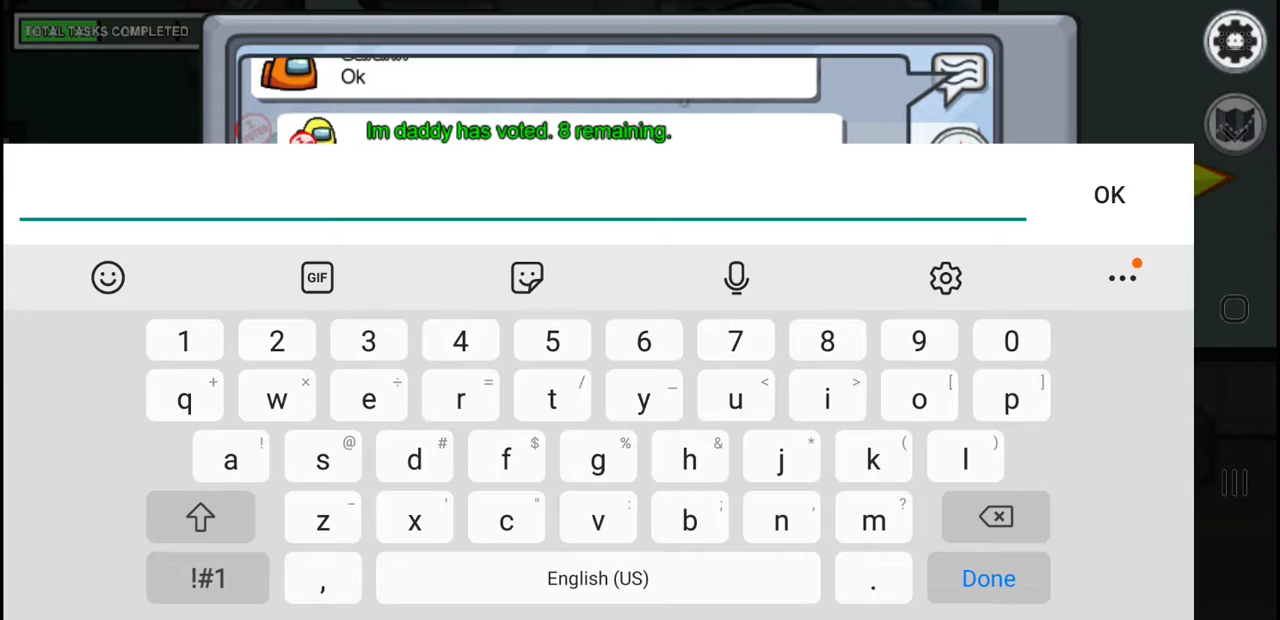 TOTAL TASKS COMPLETED
Ok
Im daddy has voted. 8 remaining.
OK
GIF
1 2 3 4 5 6 7 8 9 0
q + w × e ÷ r = t / y _ u < i > o [ p ]
a ! s @ d # f $ g % h & j * k ( l )
z - x ' c " v : b ; n , m ?
!#1 , English (US) . Done